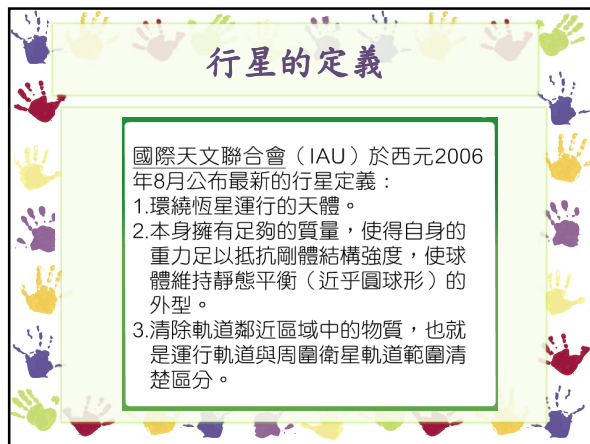 行星的定義
國際天文聯合會（IAU）於西元2006
年8月公布最新的行星定義：
1.環繞恆星運行的天體。
2.本身擁有足夠的質量，使得自身的
重力足以抵抗剛體結構強度，使球
體維持靜態平衡（近乎圓球形）的
外型。
3.清除軌道鄰近區域中的物質，也就
是運行軌道與周圍衛星軌道範圍清
楚區分。